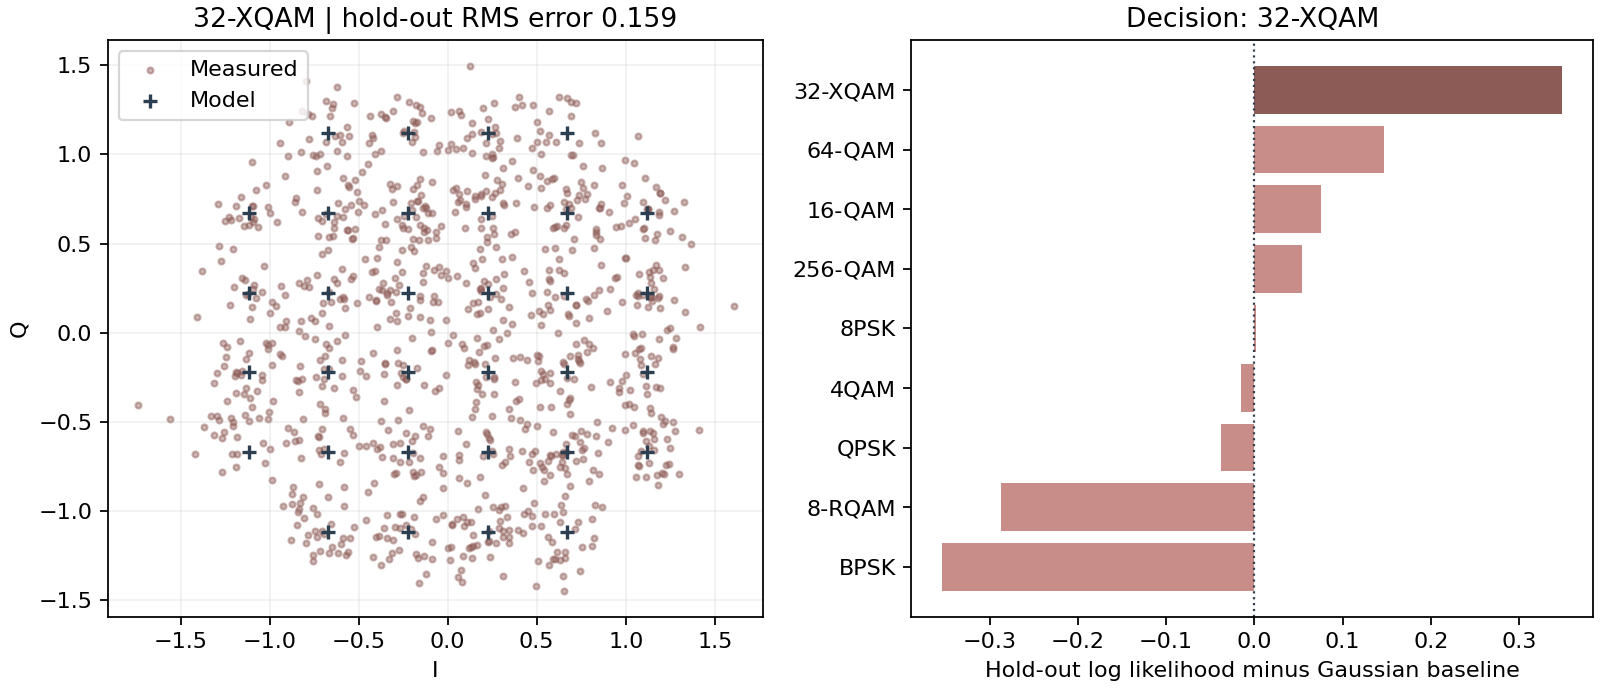 32-XQAM | hold-out RMS error 0.159
Measured
Model
1.5
1.0
0.5
0.0
−0.5
−1.0
−1.5
Q
−1.5
−1.0
−0.5
0.0
0.5
1.0
1.5
I
Decision: 32-XQAM
32-XQAM
64-QAM
16-QAM
256-QAM
8PSK
4QAM
QPSK
8-RQAM
BPSK
−0.3
−0.2
−0.1
0.0
0.1
0.2
0.3
Hold-out log likelihood minus Gaussian baseline